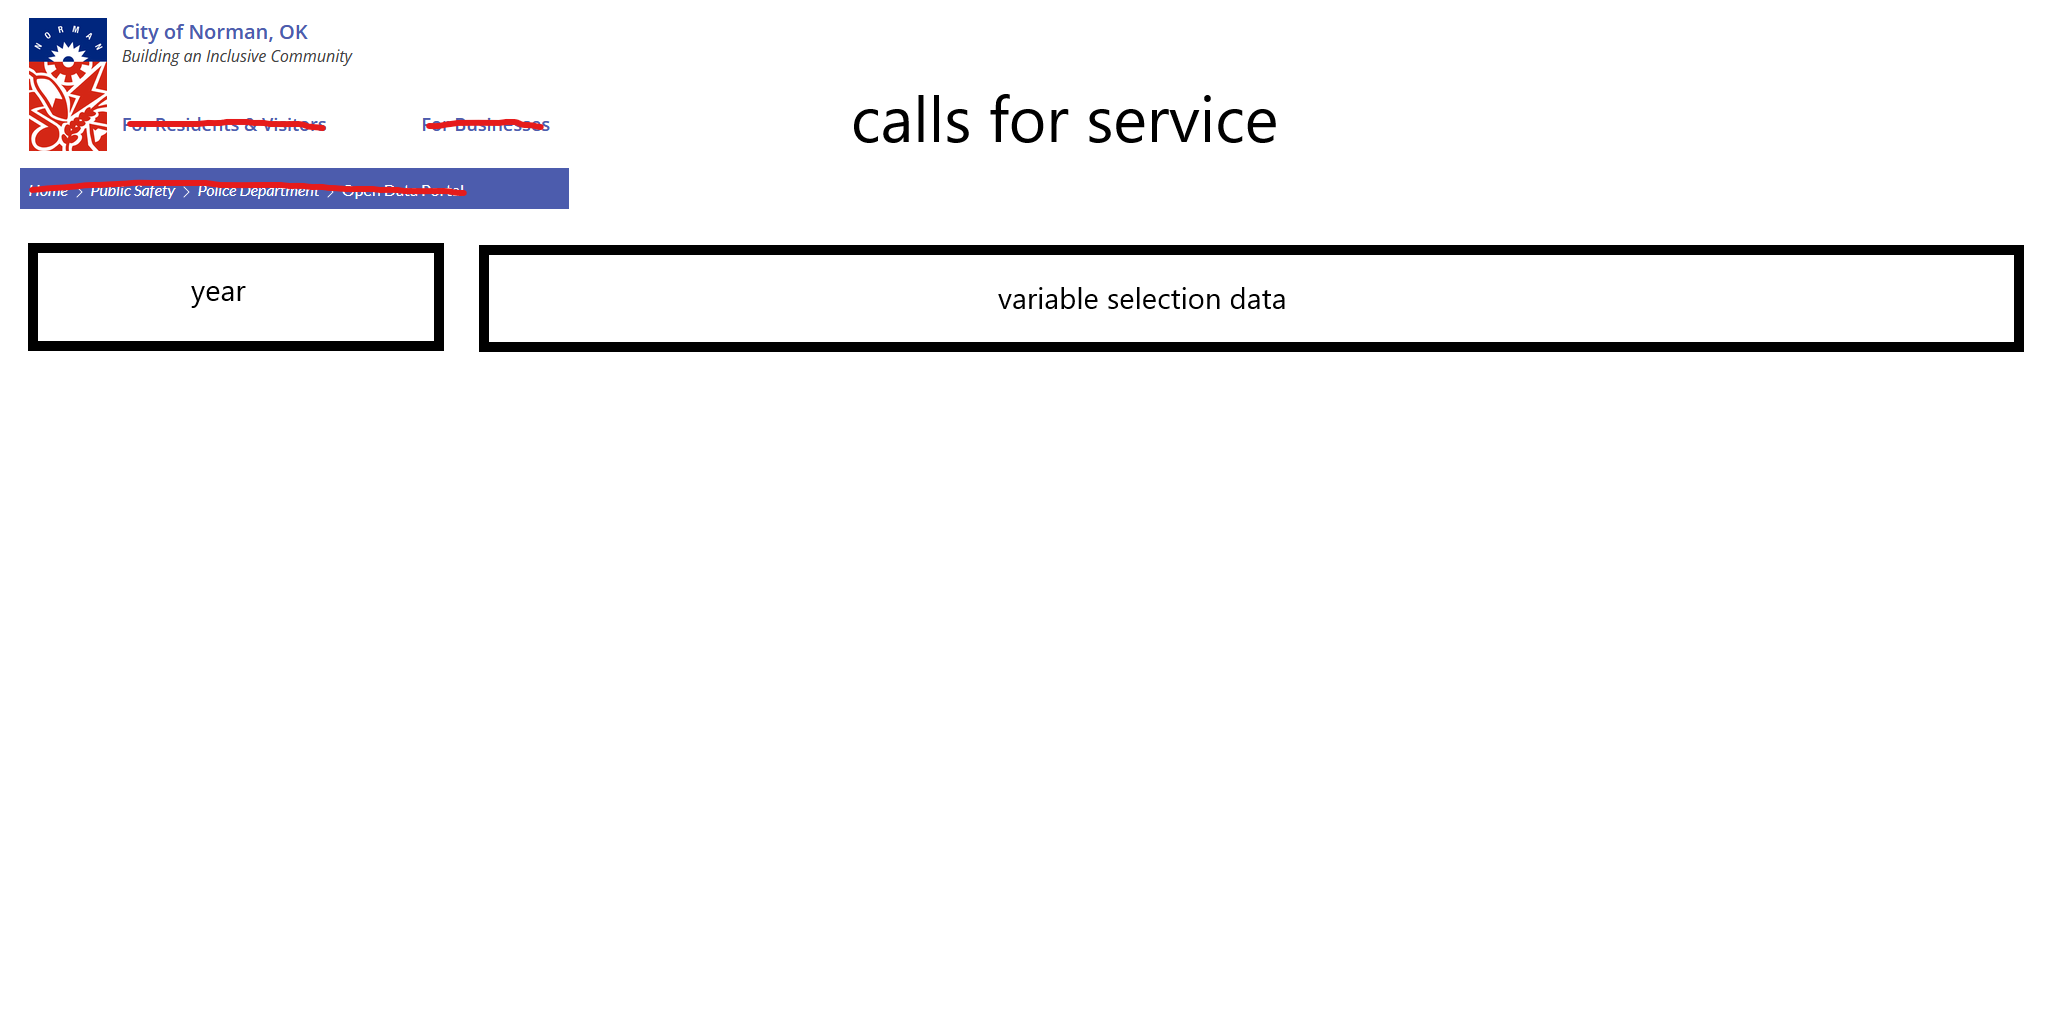 NORMAN
City of Norman, OK
Building an Inclusive Community
For Residents & Visitors For Businesses
calls for service
Home > Public Safety > Police Department > Open Data Portal
year
variable selection data